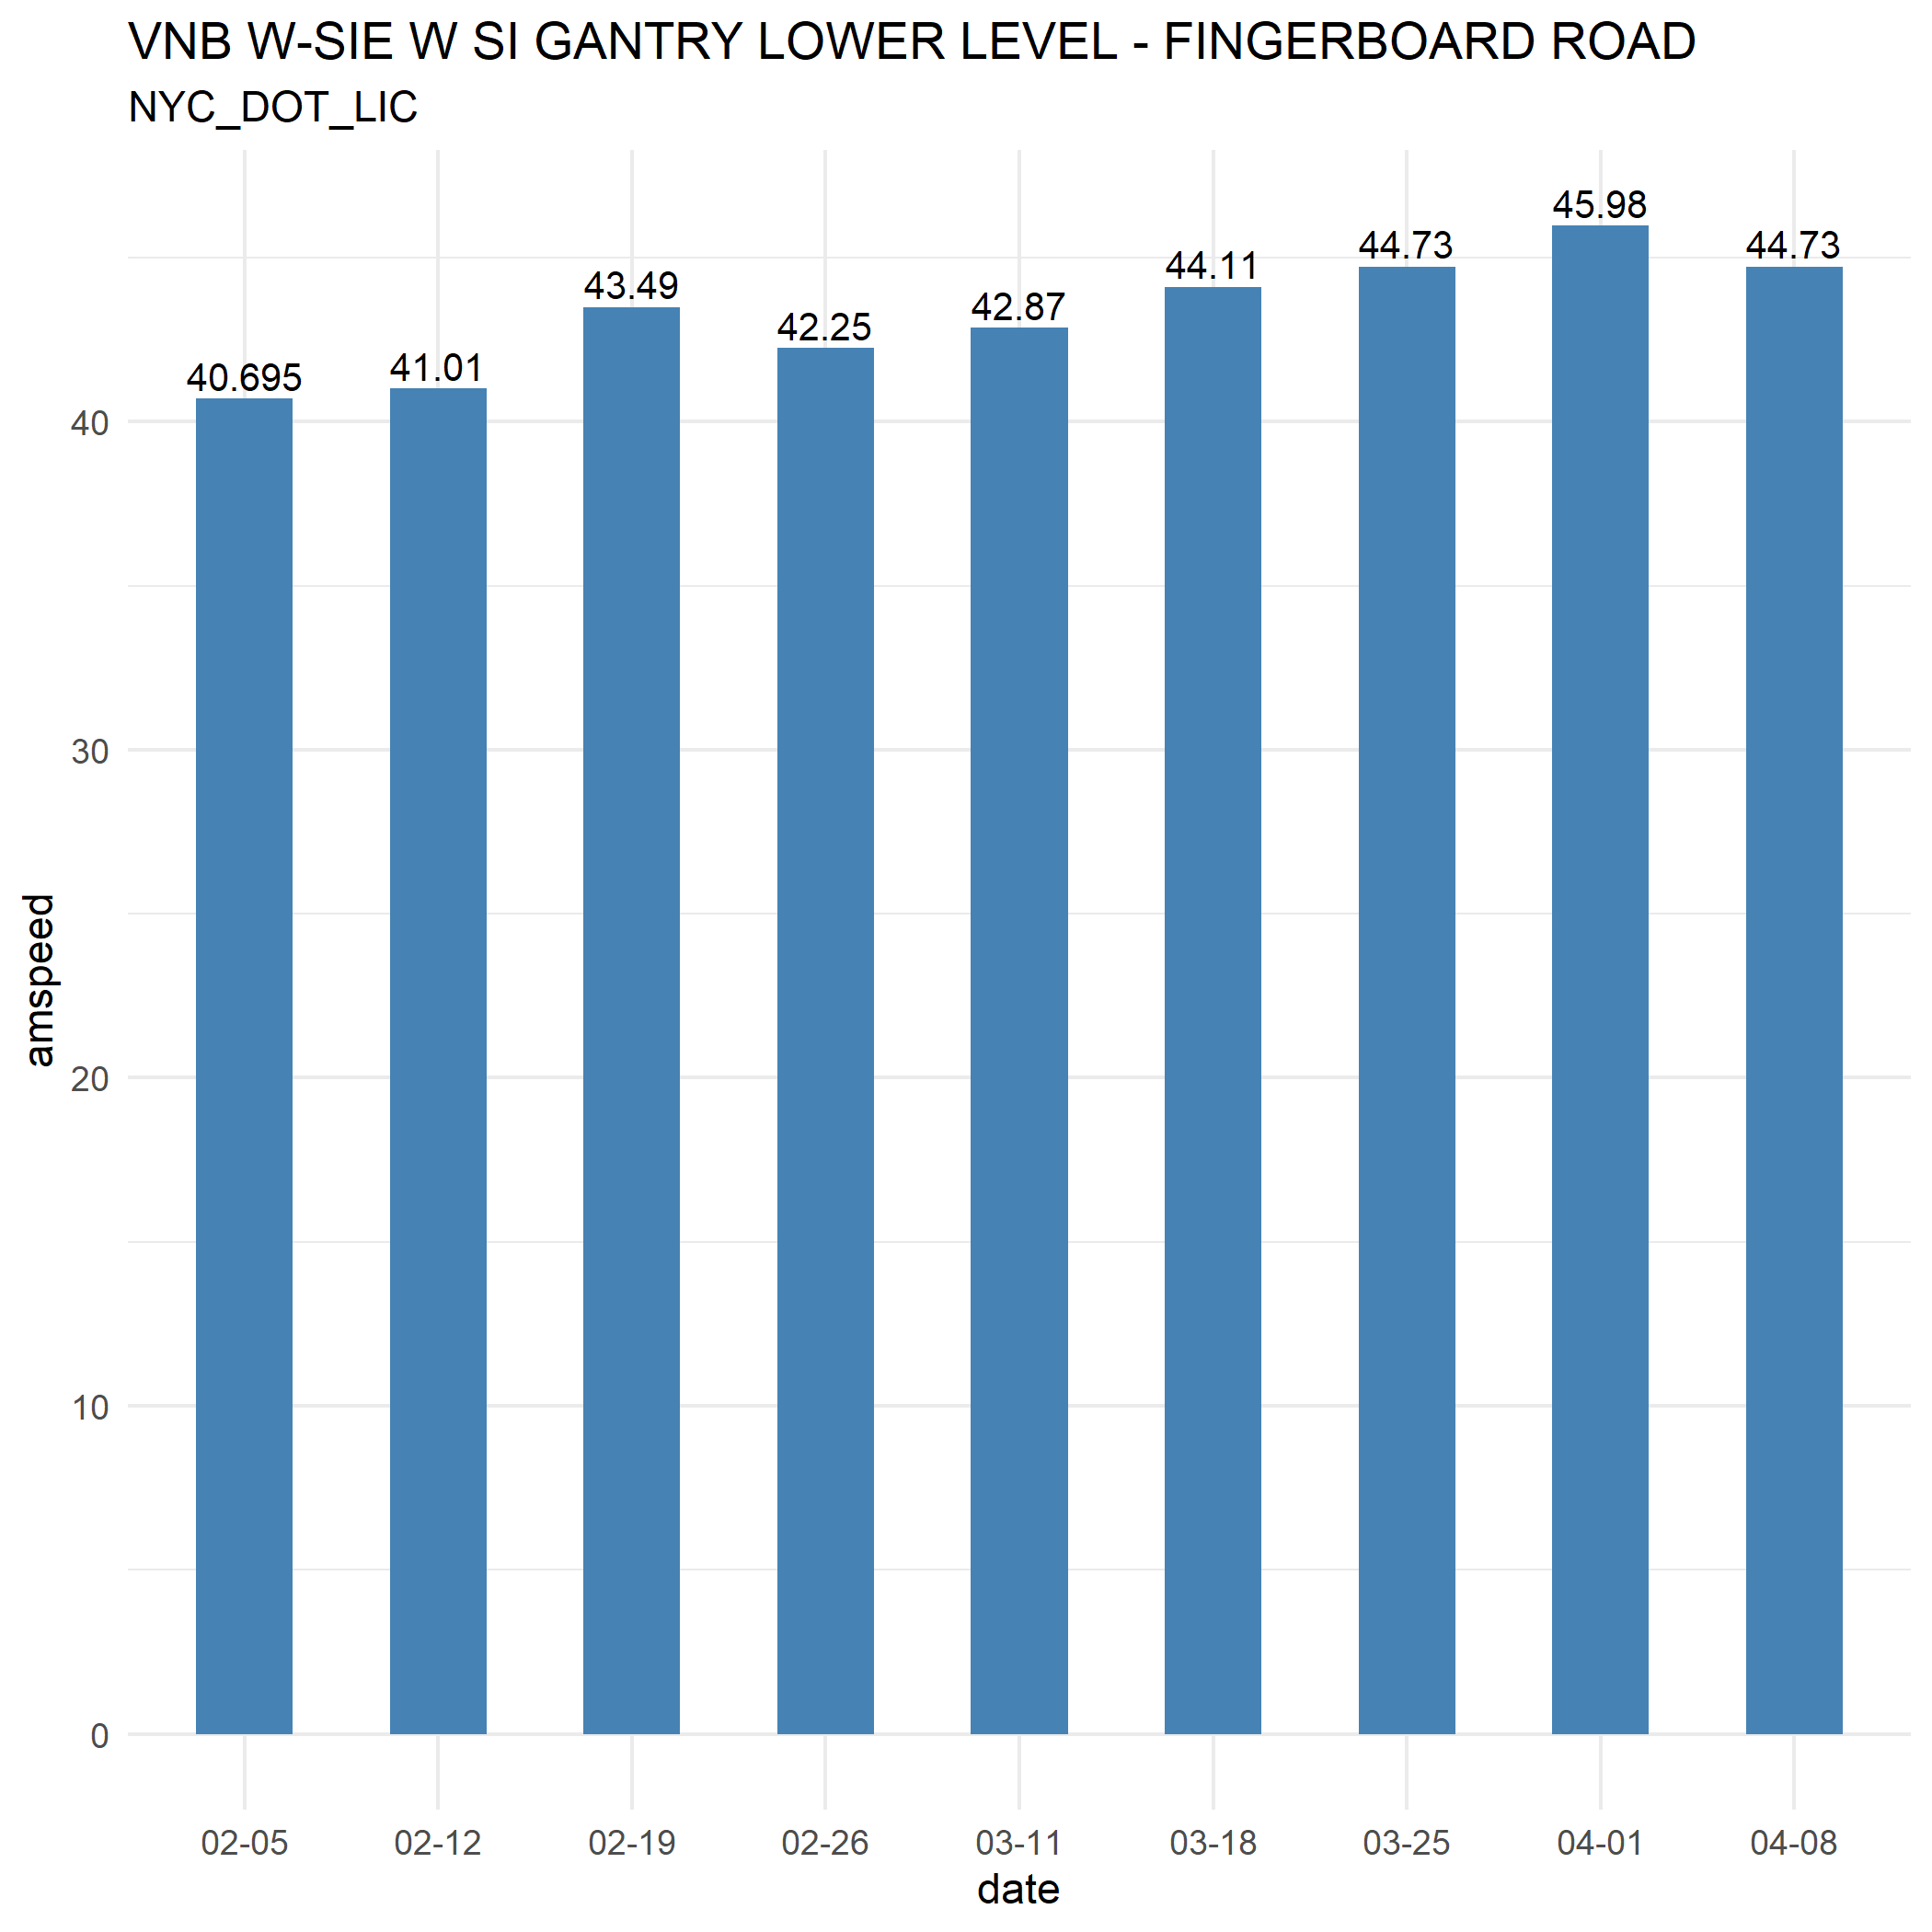 VNB W-SIE W SI GANTRY LOWER LEVEL - FINGERBOARD ROAD
NYC_DOT_LIC
45.98
44.73
44.73
44.11
43.49
42.87
42.25
41.01
40.695
40
30
amspeed
20
10
0
02-05 02-12 02-19 02-26 03-11 03-18 03-25 04-01 04-08
date